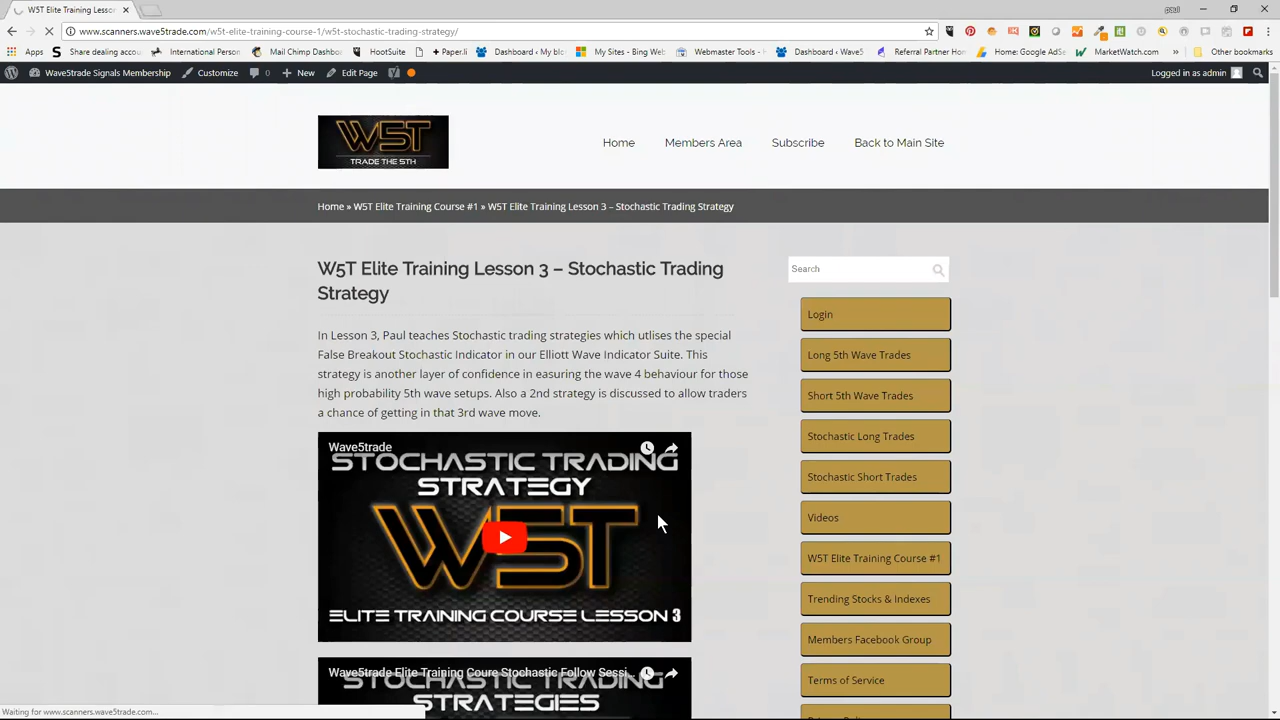 W5T Elite Training Lesso
gsall
www.scanners.wave5trade.com/w5t-elite-training-course-1/w5t-stochastic-trading-strategy/
Apps Share dealing accou International Person Mail Chimp Dashbo HootSuite + Paper.li Dashboard ‹ My blo My Sites - Bing Web Webmaster Tools - Dashboard ‹ Wave5 Referral Partner Hom Home: Google AdSe MarketWatch.com Other bookmarks
Wave5trade Signals Membership Customize 0 New Edit Page Logged in as admin
W5T
TRADE THE 5TH
Home Members Area Subscribe Back to Main Site
Home » W5T Elite Training Course #1 » W5T Elite Training Lesson 3 – Stochastic Trading Strategy
W5T Elite Training Lesson 3 – Stochastic Trading
Strategy
In Lesson 3, Paul teaches Stochastic trading strategies which utlises the special
False Breakout Stochastic Indicator in our Elliott Wave Indicator Suite. This
strategy is another layer of confidence in easuring the wave 4 behaviour for those
high probability 5th wave setups. Also a 2nd strategy is discussed to allow traders
a chance of getting in that 3rd wave move.
Wave5trade
STOCHASTIC TRADING
STRATEGY
W5T
ELITE TRAINING COURSE LESSON 3
Wave5trade Elite Training Coure Stochastic Follow Sessi...
STOCHASTIC TRADING
STRATEGIES
Search
Login
Long 5th Wave Trades
Short 5th Wave Trades
Stochastic Long Trades
Stochastic Short Trades
Videos
W5T Elite Training Course #1
Trending Stocks & Indexes
Members Facebook Group
Terms of Service
Waiting for www.scanners.wave5trade.com...